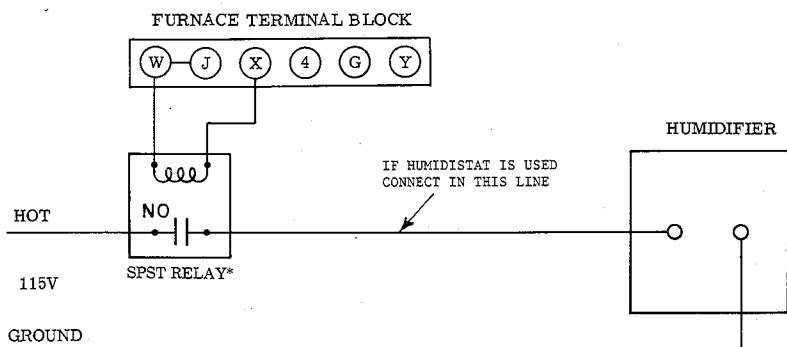 FURNACE TERMINAL BLOCK
W J X 4 G Y
HUMIDIFIER
IF HUMIDISTAT IS USED
CONNECT IN THIS LINE
NO
HOT
SPST RELAY*
115V
GROUND